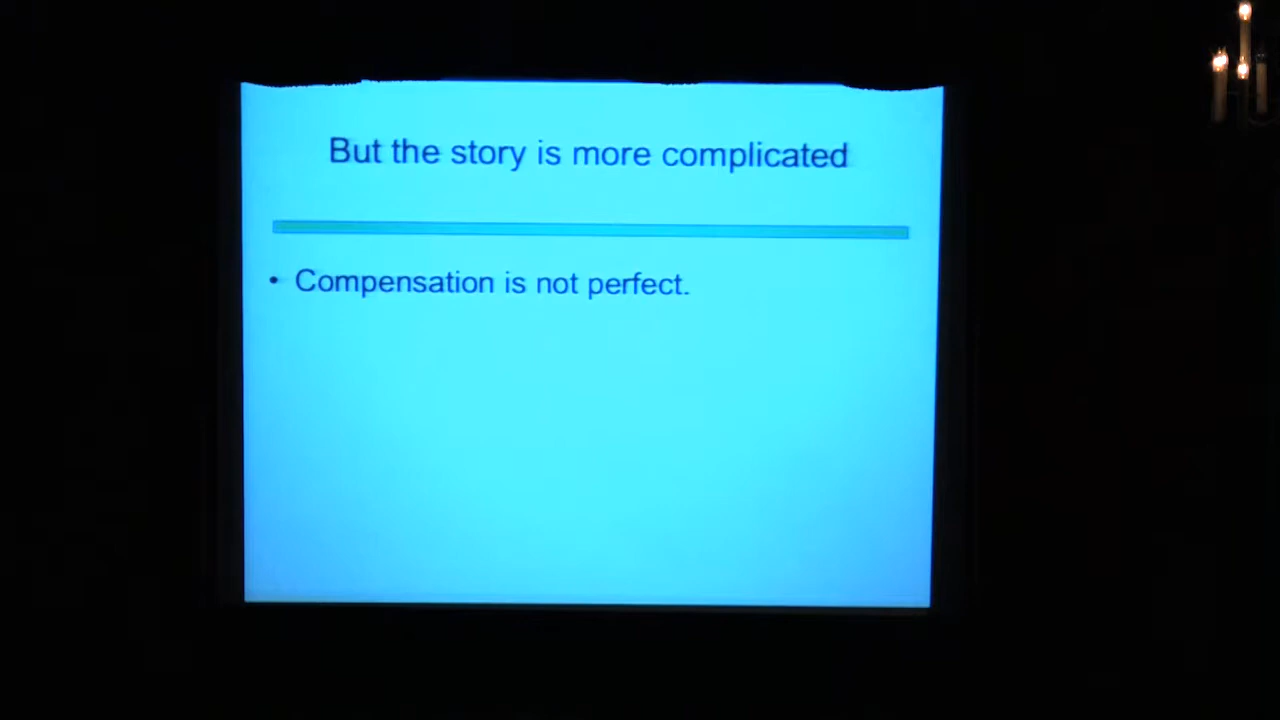 But the story is more complicated
• Compensation is not perfect.